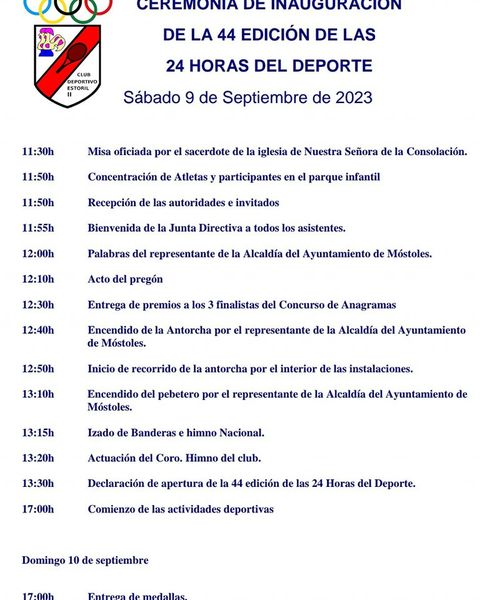 CEREMONIA DE INAUGURACIÓN
DE LA 44 EDICIÓN DE LAS
24 HORAS DEL DEPORTE
Sábado 9 de Septiembre de 2023
CLUB
DEPORTIVO
ESTORIL
II
11:30h Misa oficiada por el sacerdote de la iglesia de Nuestra Señora de la Consolación.
11:50h Concentración de Atletas y participantes en el parque infantil
11:50h Recepción de las autoridades e invitados
11:55h Bienvenida de la Junta Directiva a todos los asistentes.
12:00h Palabras del representante de la Alcaldía del Ayuntamiento de Móstoles.
12:10h Acto del pregón
12:30h Entrega de premios a los 3 finalistas del Concurso de Anagramas
12:40h Encendido de la Antorcha por el representante de la Alcaldía del Ayuntamiento
de Móstoles.
12:50h Inicio de recorrido de la antorcha por el interior de las instalaciones.
13:10h Encendido del pebetero por el representante de la Alcaldía del Ayuntamiento de
Móstoles.
13:15h Izado de Banderas e himno Nacional.
13:20h Actuación del Coro. Himno del club.
13:30h Declaración de apertura de la 44 edición de las 24 Horas del Deporte.
17:00h Comienzo de las actividades deportivas
Domingo 10 de septiembre
17:00h Entrega de medallas.